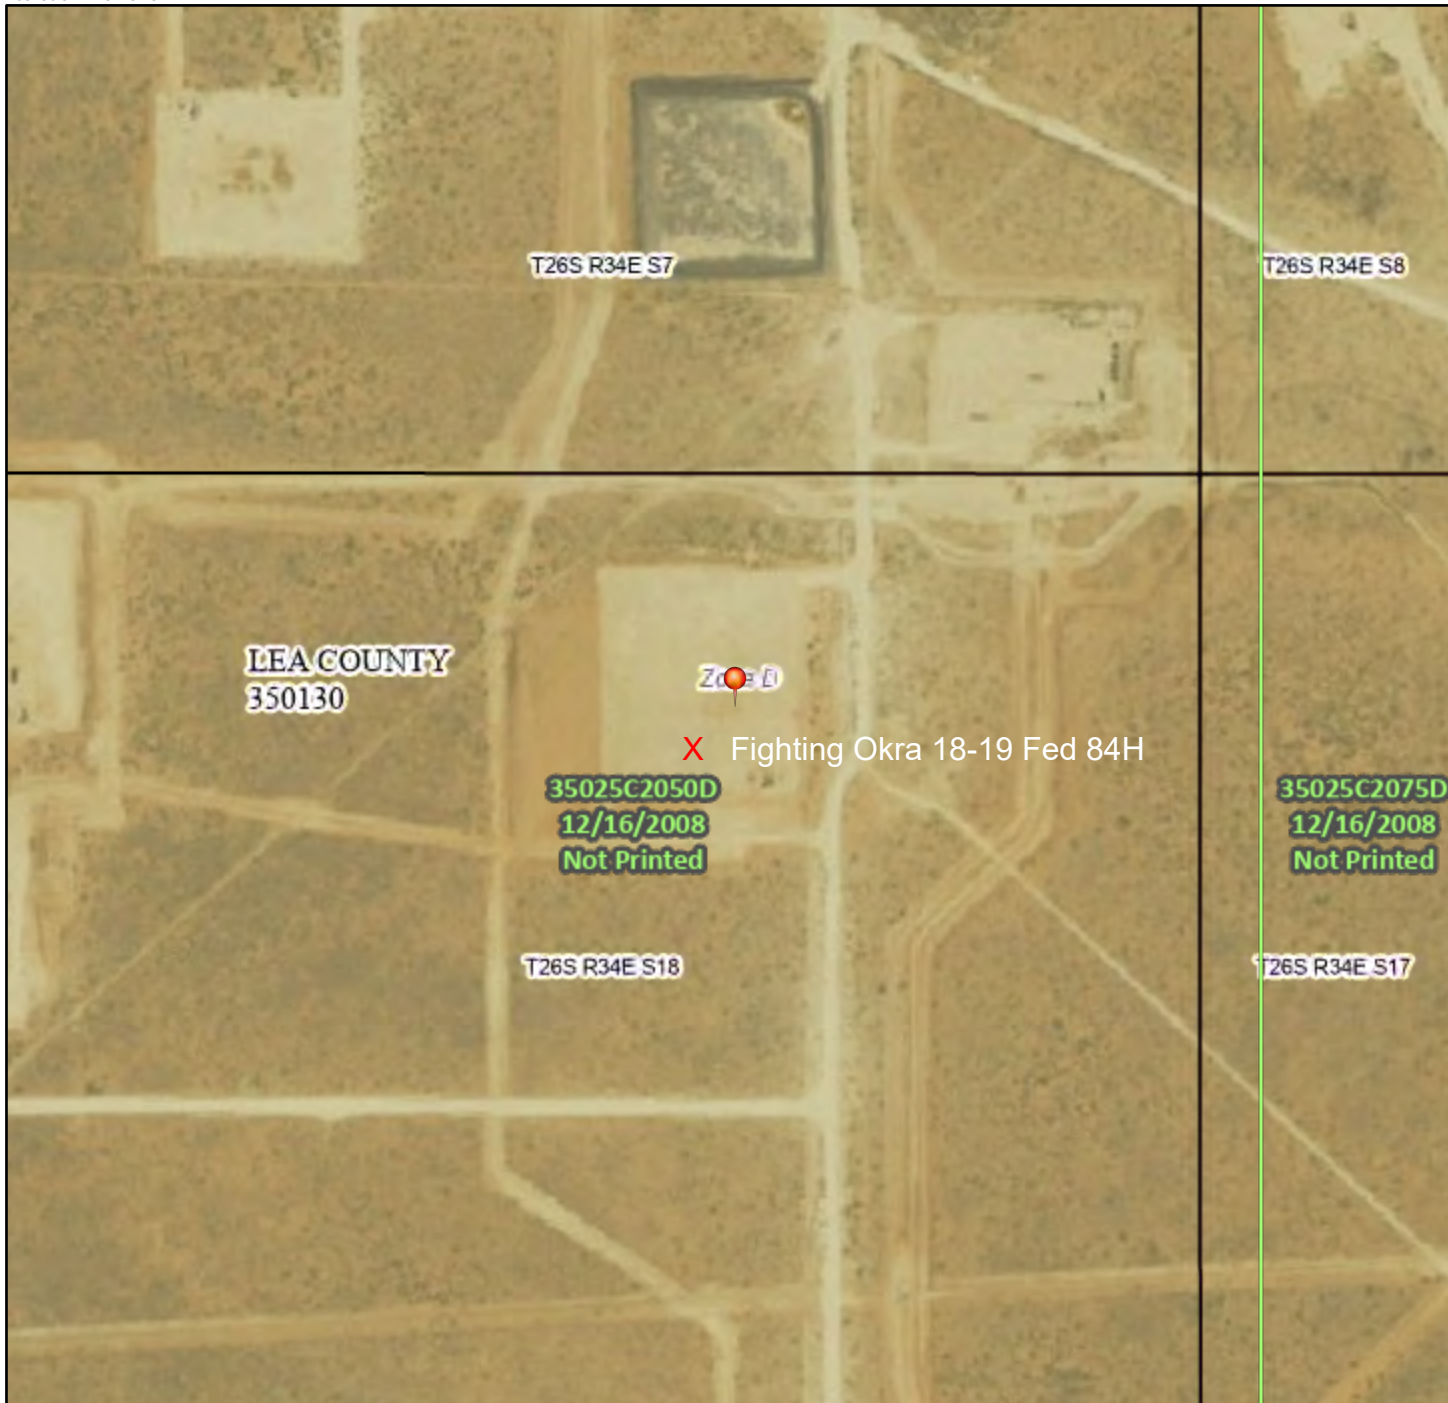 T26S R34E S7
T26S R34E S8
LEA COUNTY
350130
X Fighting Okra 18-19 Fed 84H
35025C2050D
12/16/2008
Not Printed
35025C2075D
12/16/2008
Not Printed
T26S R34E S18
T26S R34E S17